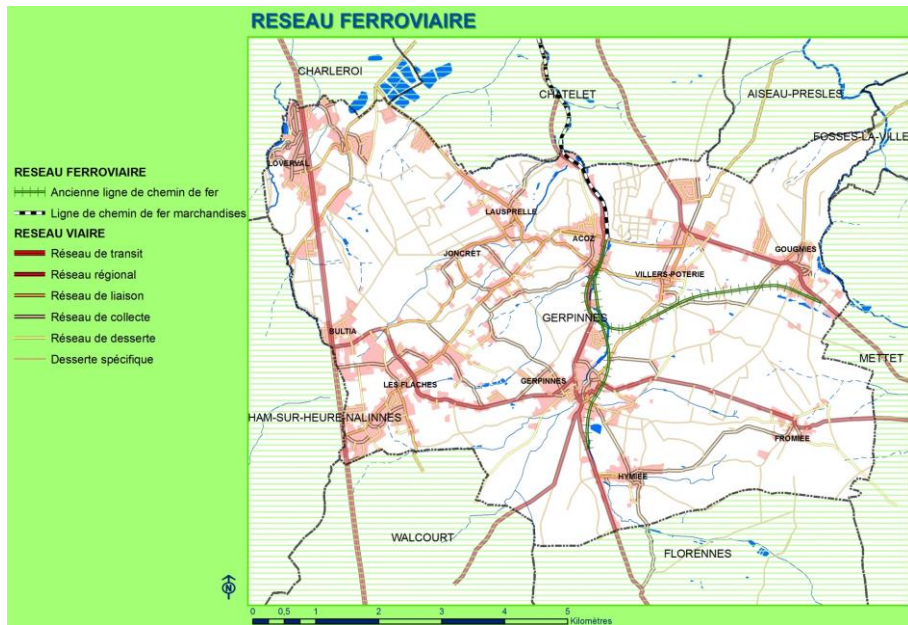 RESEAU FERROVIAIRE
CHARLEROI
CHATELET
AISEAU-PRESLES
FOSSES-LA-VILLE
LOVERVAL
RESEAU FERROVIAIRE
Ancienne ligne de chemin de fer
Ligne de chemin de fer marchandises
RESEAU VIAIRE
Réseau de transit
Réseau régional
Réseau de liaison
Réseau de collecte
Réseau de desserte
Desserte spécifique
LAUSPRELLE
ACOZ
JONCRET
GOUGNIES
VILLERS-POTERIE
GERPINNES
BULTIA
METTET
LES FLACHES
GERPINNES
HAM-SUR-HEURE-NALINNES
FROMIEE
HYMIEE
WALCOURT
FLORENNES
N
0 0,5 1 2 3 4 5
Kilomètres